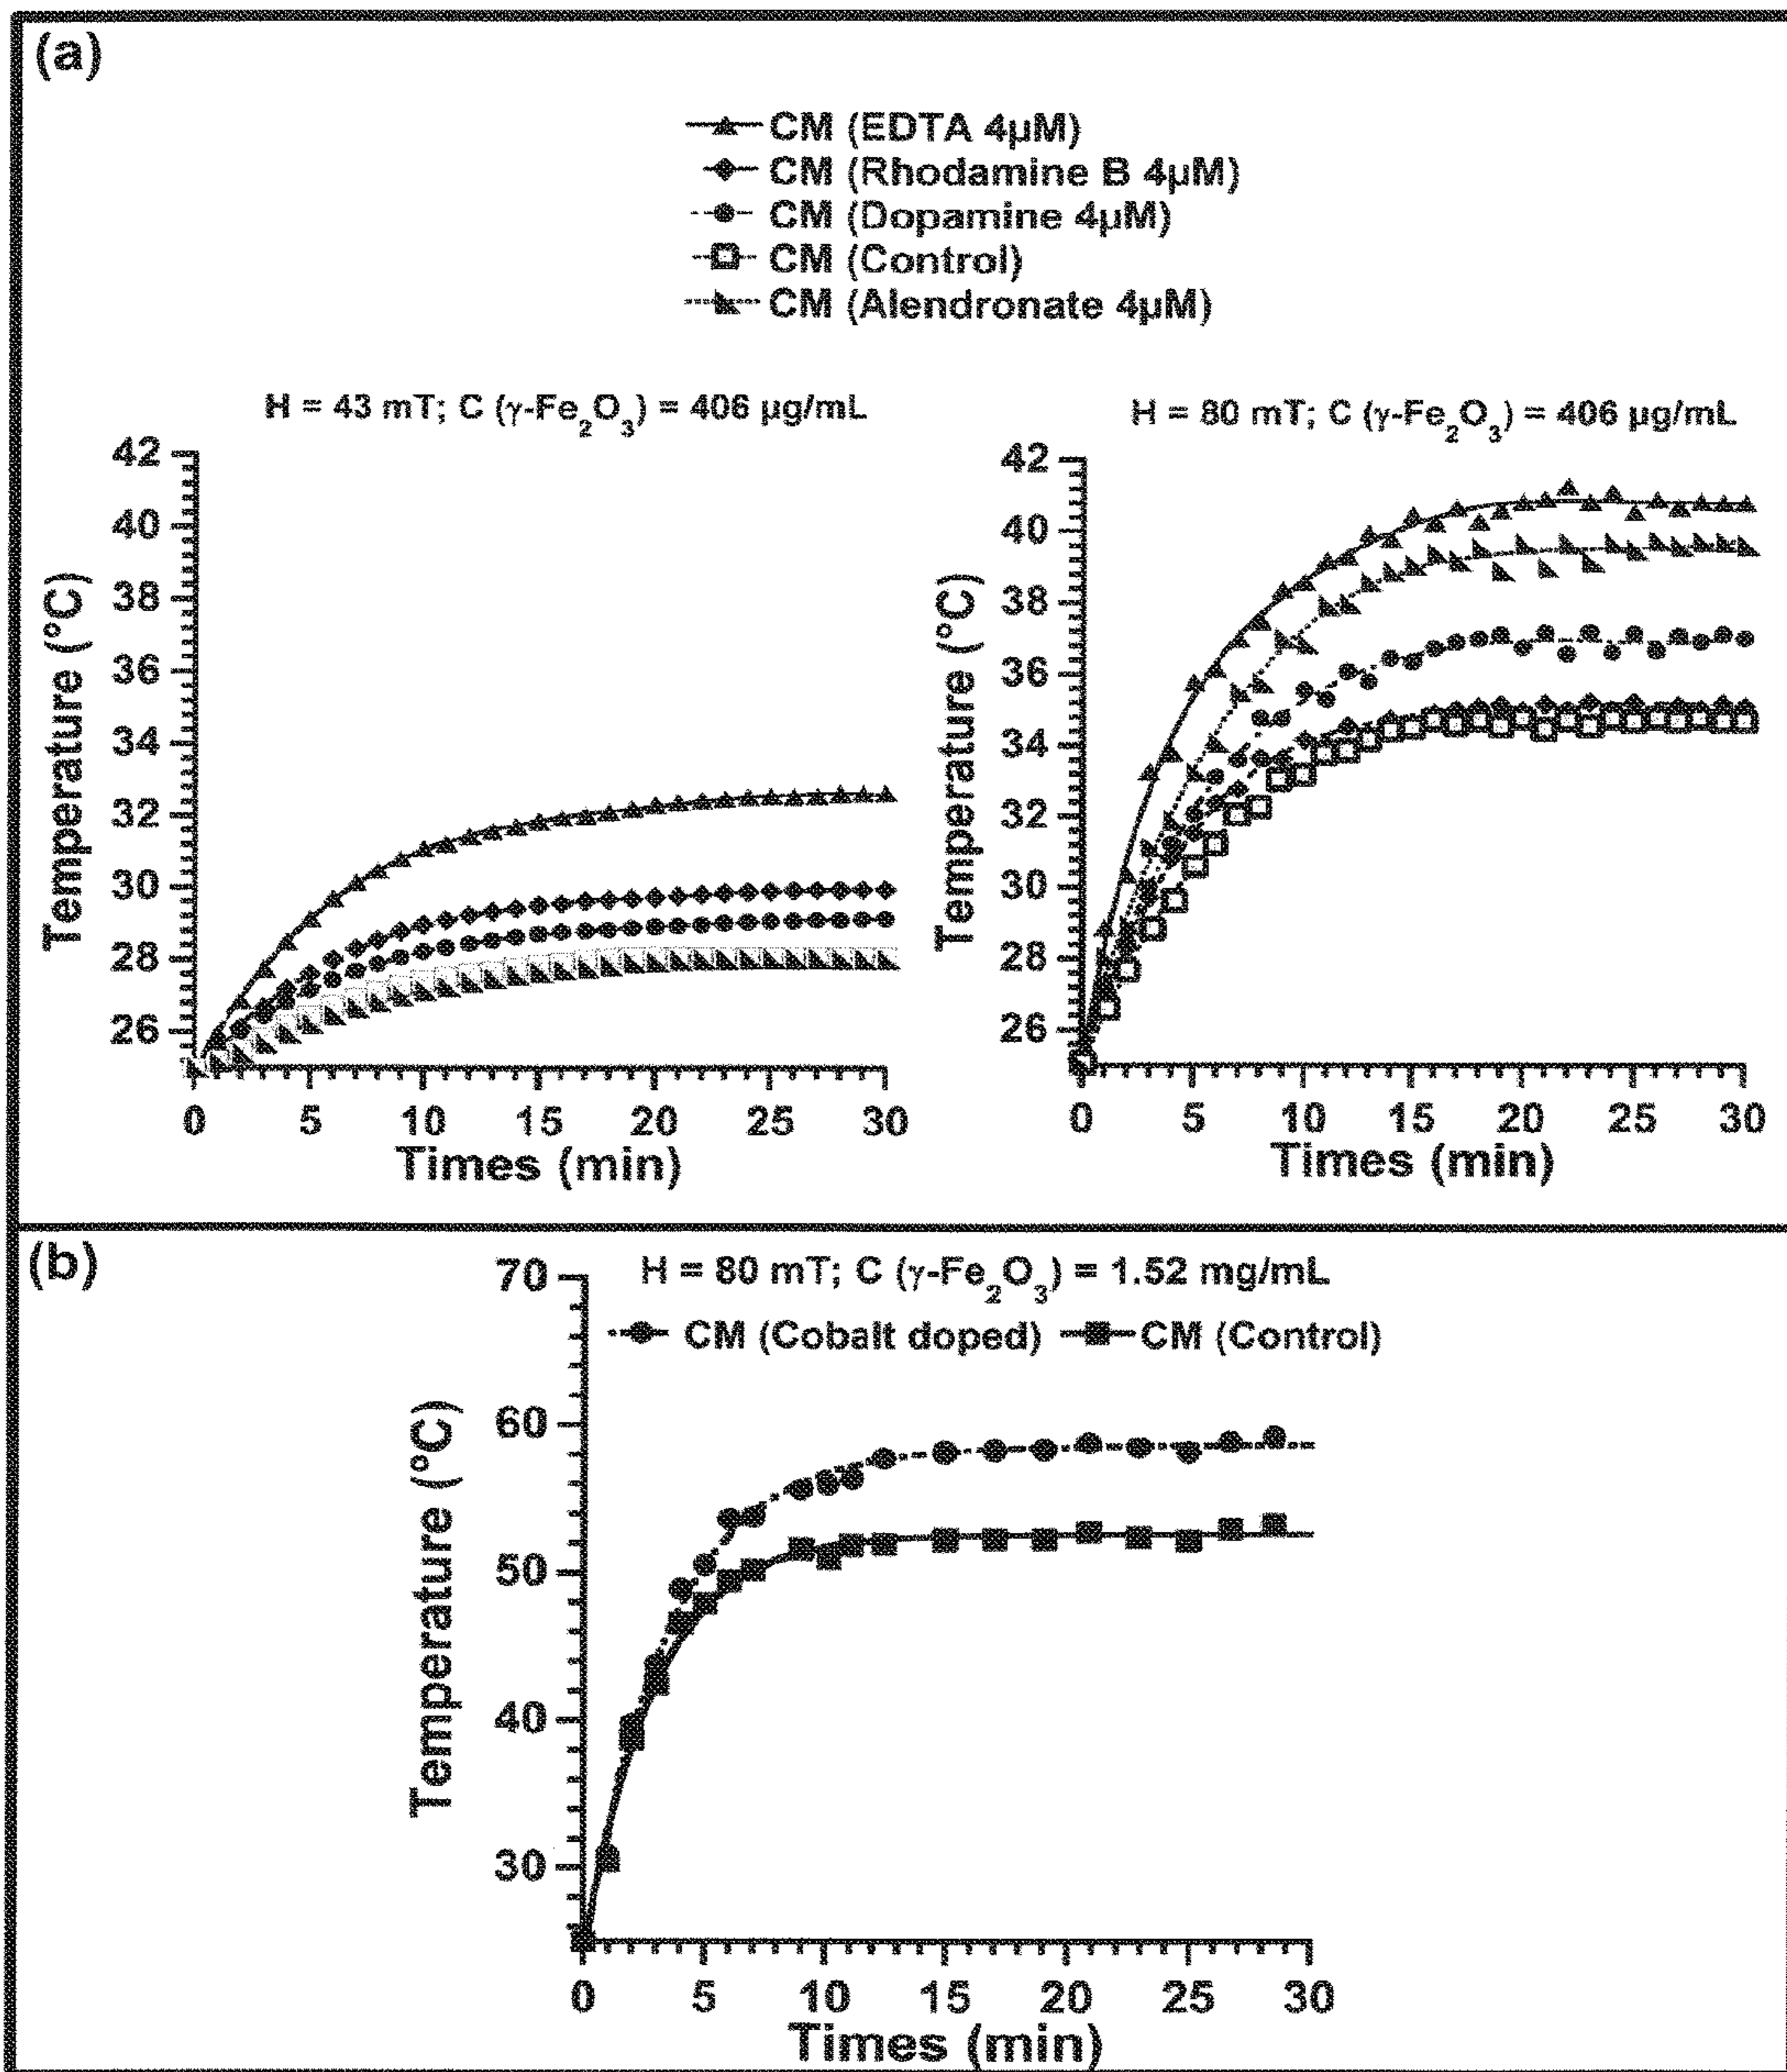 (a)
CM (EDTA 4µM)
CM (Rhodamine B 4µM)
CM (Dopamine 4µM)
CM (Control)
CM (Alendronate 4µM)
H = 43 mT; C (γ-Fe2O3) = 406 µg/mL
42
40
38
36
34
32
30
28
26
Temperature (°C)
0 5 10 15 20 25 30
Times (min)
H = 80 mT; C (γ-Fe2O3) = 406 µg/mL
42
40
38
36
34
32
30
28
26
Temperature (°C)
0 5 10 15 20 25 30
Times (min)
(b)
H = 80 mT; C (γ-Fe2O3) = 1.52 mg/mL
CM (Cobalt doped) CM (Control)
70
60
50
40
30
Temperature (°C)
0 5 10 15 20 25 30
Times (min)